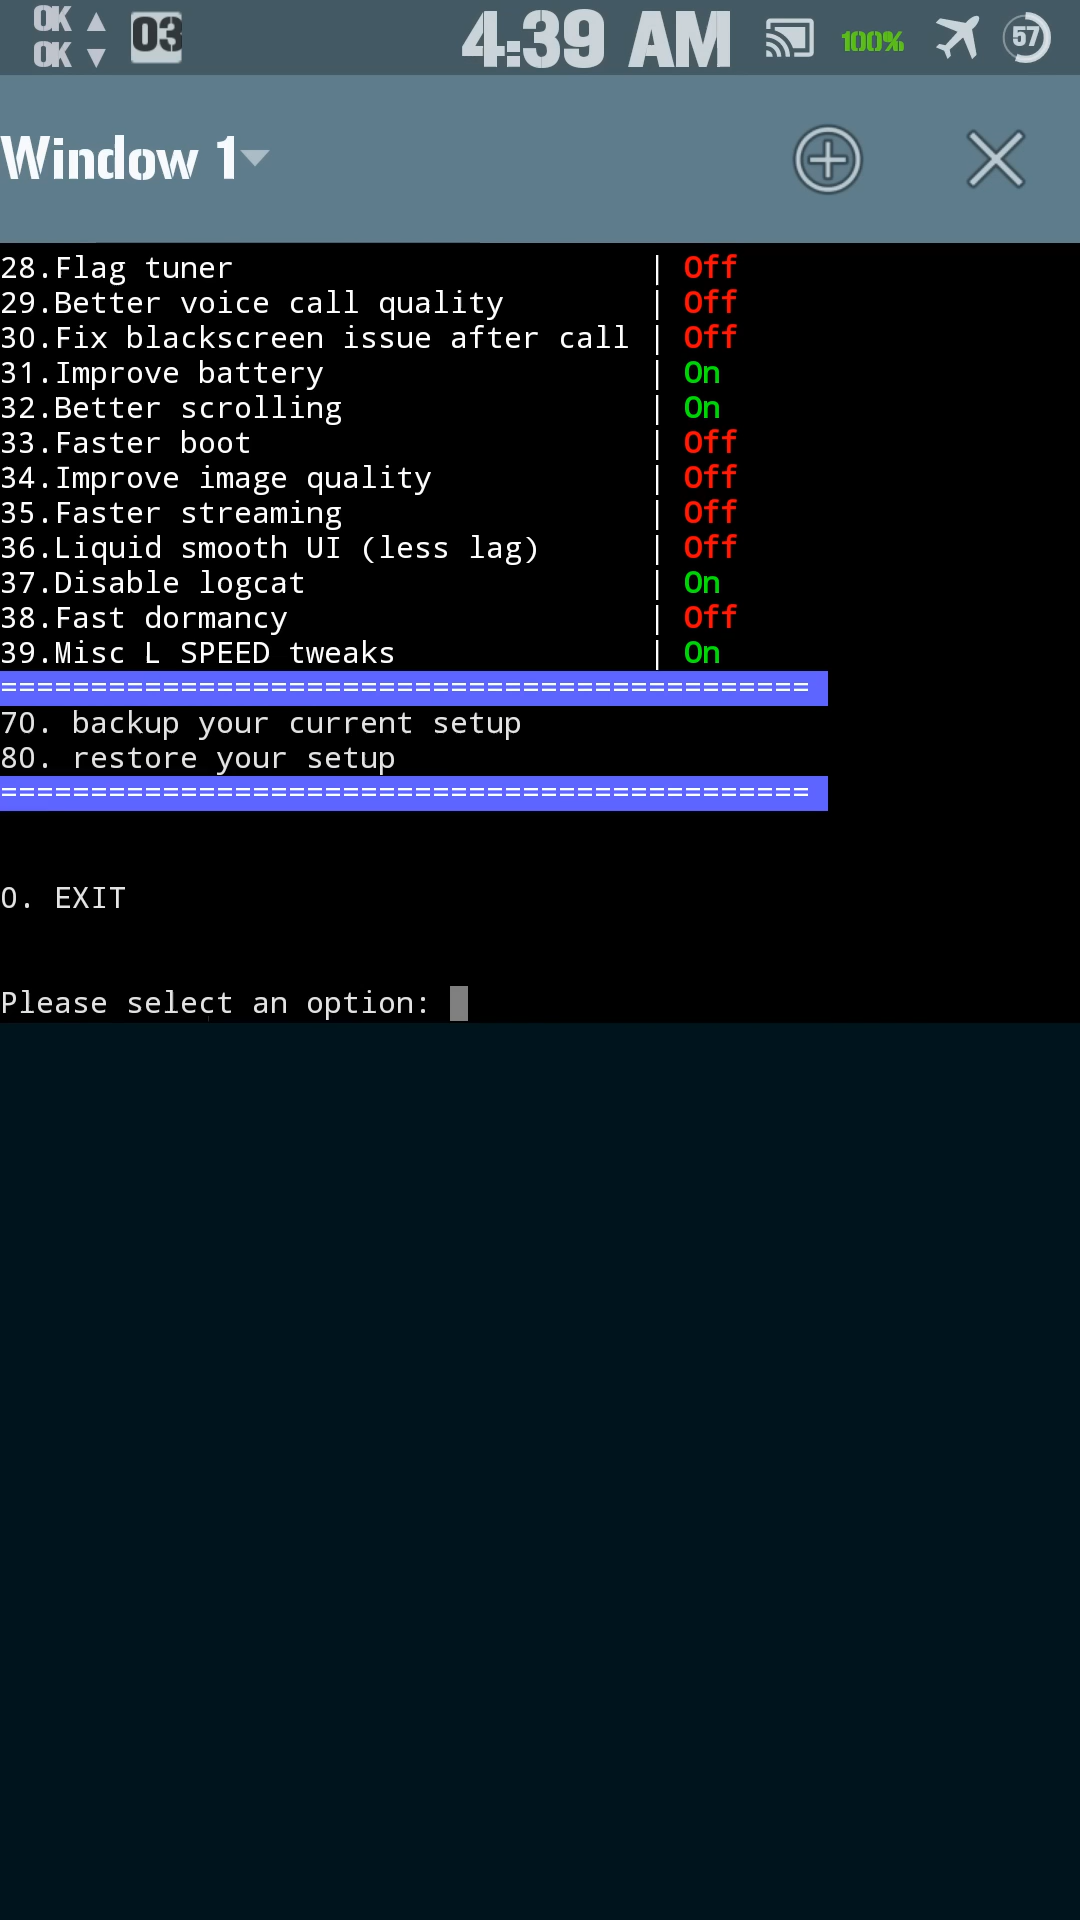 0K ▲ 03 4:39 AM 100% 57
0K ▼
Window 1
28.Flag tuner | Off
29.Better voice call quality | Off
30.Fix blackscreen issue after call | Off
31.Improve battery | On
32.Better scrolling | On
33.Faster boot | Off
34.Improve image quality | Off
35.Faster streaming | Off
36.Liquid smooth UI (less lag) | Off
37.Disable logcat | On
38.Fast dormancy | Off
39.Misc L SPEED tweaks | On
=============================================
70. backup your current setup
80. restore your setup
=============================================
0. EXIT
Please select an option: